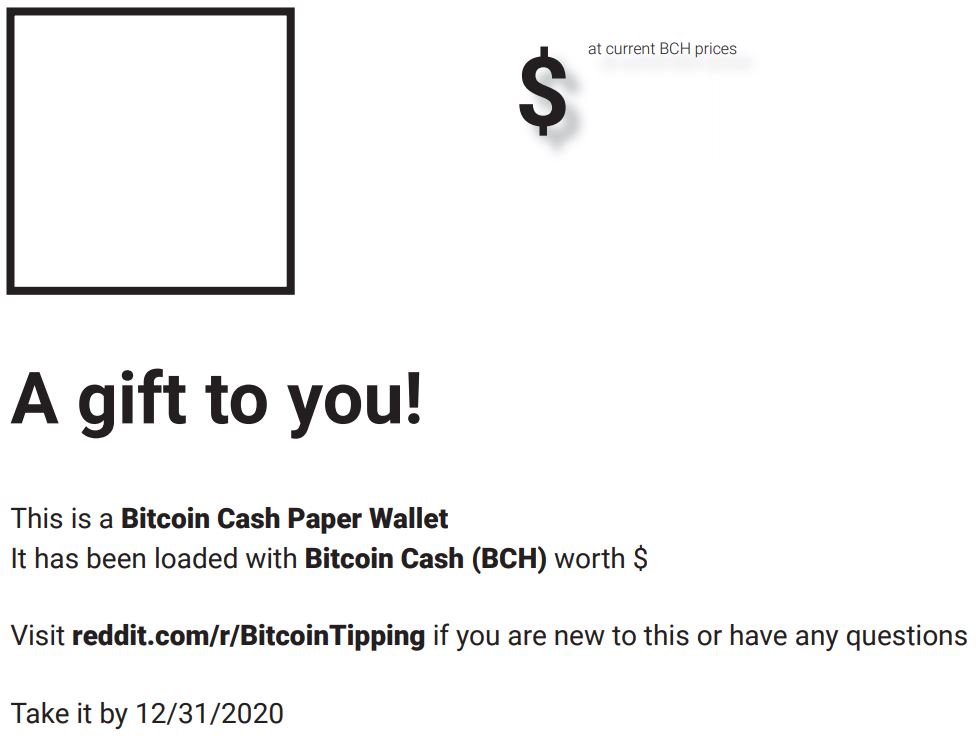 $ at current BCH prices
A gift to you!
This is a Bitcoin Cash Paper Wallet
It has been loaded with Bitcoin Cash (BCH) worth $
Visit reddit.com/r/BitcoinTipping if you are new to this or have any questions
Take it by 12/31/2020